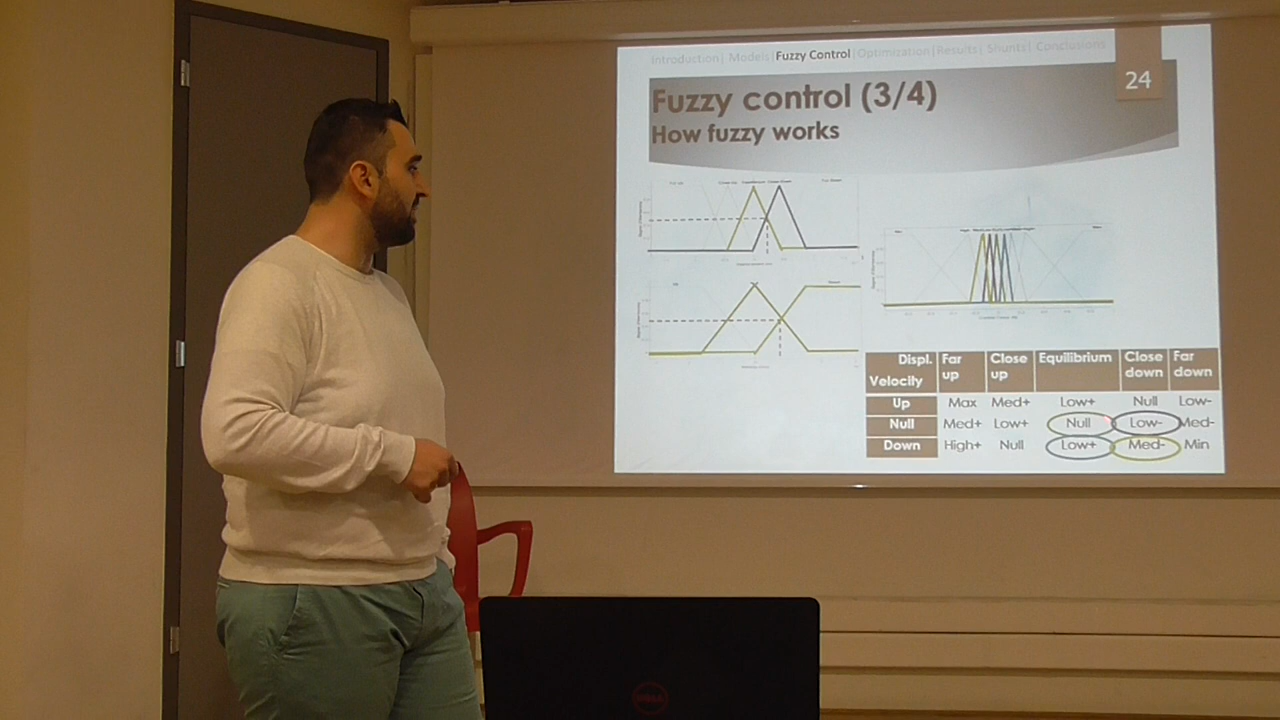 Introduction| Models|Fuzzy Control|Optimization|Results| Shunts| Conclusions
24
Fuzzy control (3/4)
How fuzzy works
Displ. Velocity Far up Close up Equilibrium Close down Far down
Up Max Med+ Low+ Null Low-
Null Med+ Low+ Null Low- Med-
Down High+ Null Low+ Med- Min
DELL